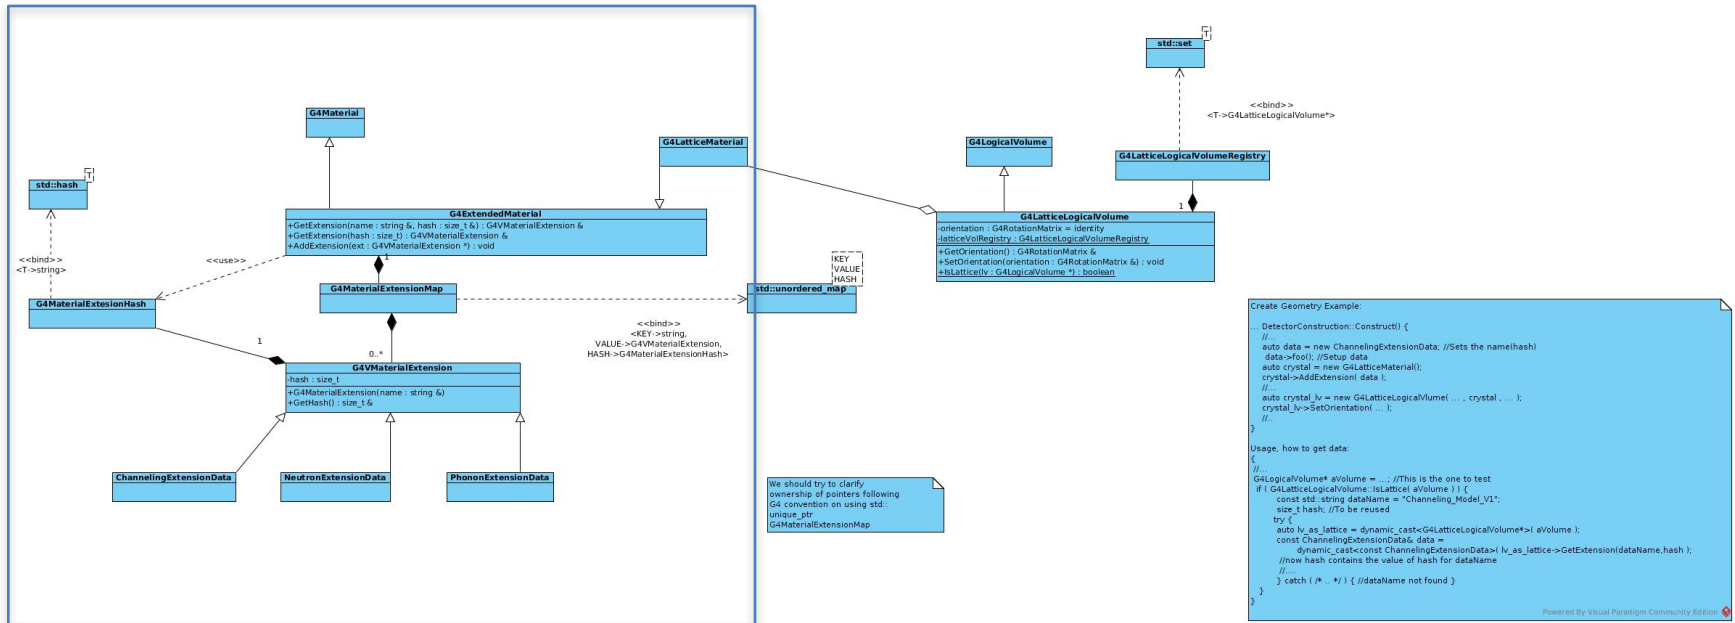 T
std::set
<<bind>>
<T->G4LatticeLogicalVolume*>
G4Material
G4LatticeMaterial
G4LogicalVolume
G4LatticeLogicalVolumeRegistry
T
std::hash
G4ExtendedMaterial
+GetExtension(name : string &, hash : size_t &) : G4VMaterialExtension &
+GetExtension(hash : size_t) : G4VMaterialExtension &
+AddExtension(ext : G4VMaterialExtension *) : void
1
G4LatticeLogicalVolume
-orientation : G4RotationMatrix = identity
-latticeVolRegistry : G4LatticeLogicalVolumeRegistry
+GetOrientation() : G4RotationMatrix &
+SetOrientation(orientation : G4RotationMatrix &) : void
+IsLattice(lv : G4LogicalVolume *) : boolean
<<bind>>
<T->string>
<<use>>
1
KEY
VALUE
HASH
G4MaterialExtesionHash
G4MaterialExtensionMap
std::unordered_map
<<bind>>
<KEY->string,
VALUE->G4VMaterialExtension,
HASH->G4MaterialExtensionHash>
1
0..*
G4VMaterialExtension
-hash : size_t
+G4MaterialExtension(name : string &)
+GetHash() : size_t &
ChannelingExtensionData
NeutronExtensionData
PhononExtensionData
We should try to clarify
ownership of pointers following
G4 convention on using std::
unique_ptr
G4MaterialExtensionMap
Create Geometry Example:
... DetectorConstruction::Construct() {
//...
auto data = new ChannelingExtensionData; //Sets the name(hash)
data->foo(); //Setup data
auto crystal = new G4LatticeMaterial();
crystal->AddExtension( data );
//...
auto crystal_lv = new G4LatticeLogicalVlume( ... , crystal , ... );
crystal_lv->SetOrientation( ... );
//..
}
Usage, how to get data:
{
//...
G4LogicalVolume* aVolume = ...; //This is the one to test
if ( G4LatticeLogicalVolume::IsLattice( aVolume ) ) {
const std::string dataName = "Channeling_Model_V1";
size_t hash; //To be reused
try {
auto lv_as_lattice = dynamic_cast<G4LatticeLogicalVolume*>( aVolume );
const ChannelingExtensionData& data =
dynamic_cast<const ChannelingExtensionData>( lv_as_lattice->GetExtension(dataName,hash );
//now hash contains the value of hash for dataName
//....
} catch ( /* .. */ ) { //dataName not found }
}
}
Powered By Visual Paradigm Community Edition